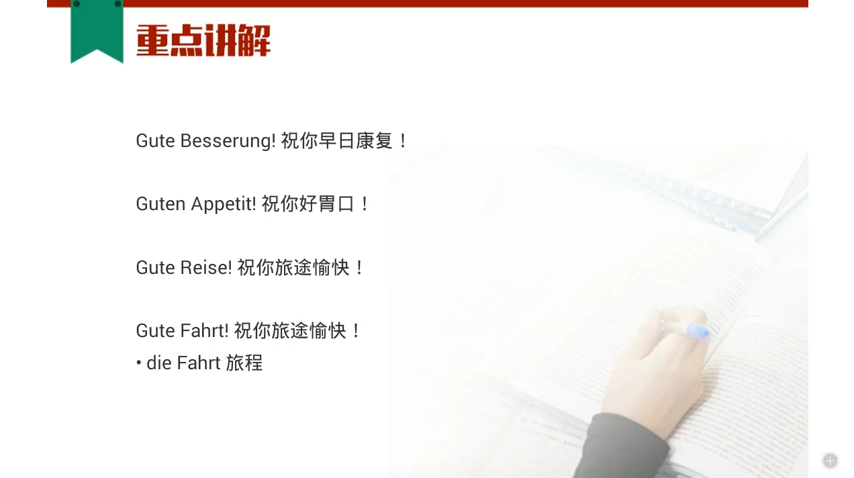 重点讲解
Gute Besserung! 祝你早日康复！
Guten Appetit! 祝你好胃口！
Gute Reise! 祝你旅途愉快！
Gute Fahrt! 祝你旅途愉快！
• die Fahrt 旅程